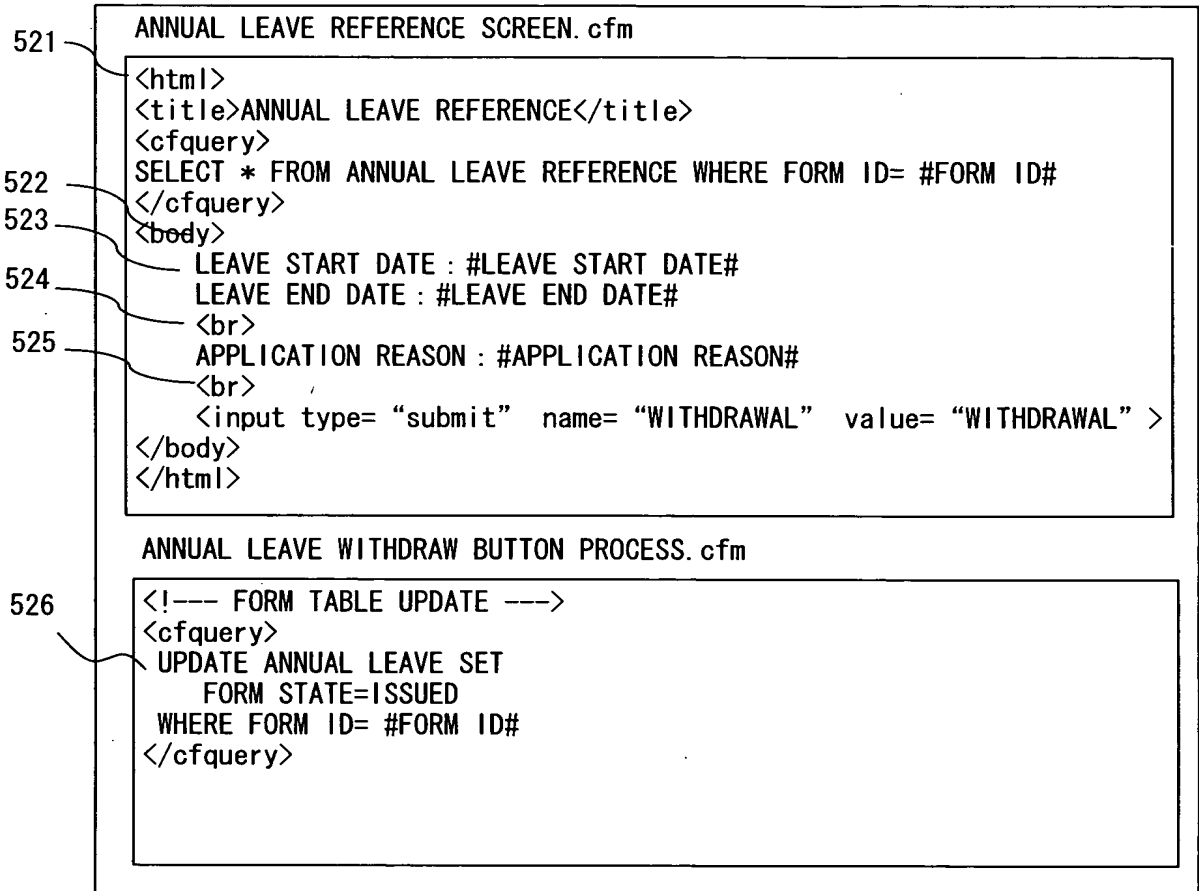 ANNUAL LEAVE REFERENCE SCREEN.cfm
521
<html>
<title>ANNUAL LEAVE REFERENCE</title>
<cfquery>
SELECT * FROM ANNUAL LEAVE REFERENCE WHERE FORM ID= #FORM ID#
522
</cfquery>
523
<body>
LEAVE START DATE : #LEAVE START DATE#
524
LEAVE END DATE : #LEAVE END DATE#
<br>
525
APPLICATION REASON : #APPLICATION REASON#
<br>
<input type= “submit” name= “WITHDRAWAL” value= “WITHDRAWAL” >
</body>
</html>
ANNUAL LEAVE WITHDRAW BUTTON PROCESS.cfm
526
<!--- FORM TABLE UPDATE --->
<cfquery>
UPDATE ANNUAL LEAVE SET
FORM STATE=ISSUED
WHERE FORM ID= #FORM ID#
</cfquery>